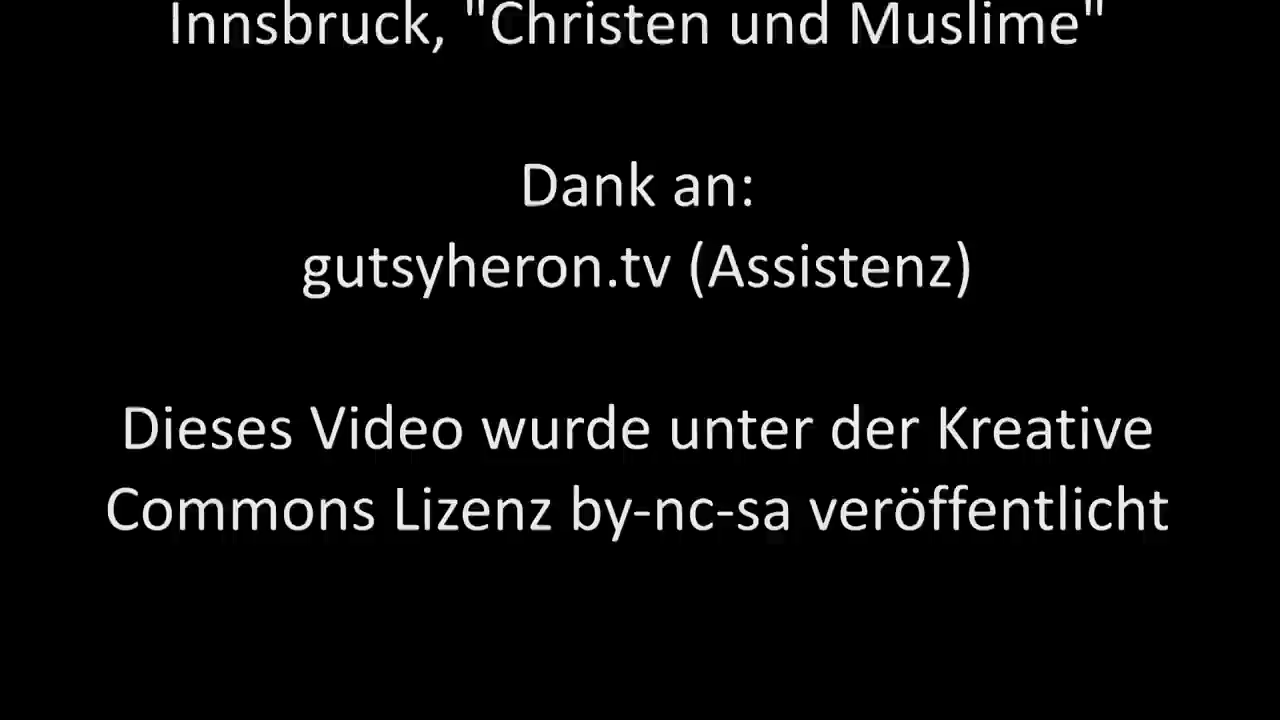 Innsbruck, "Christen und Muslime"
Dank an:
gutsyheron.tv (Assistenz)
Dieses Video wurde unter der Kreative
Commons Lizenz by-nc-sa veröffentlicht